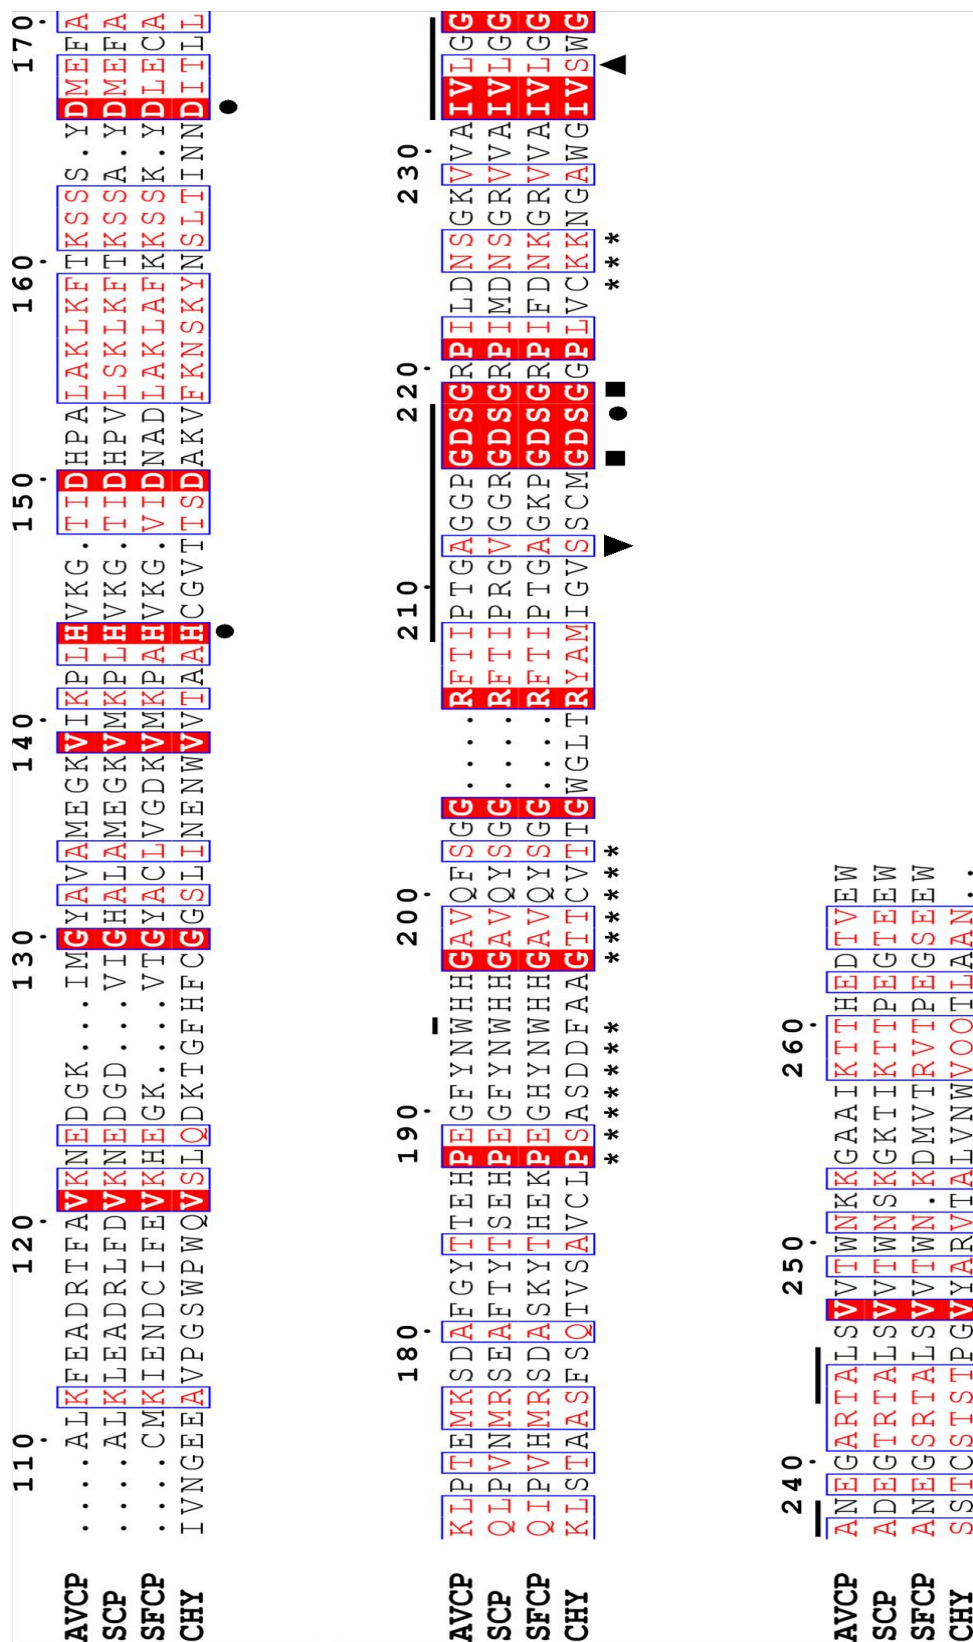 110 120 130 140 150 160 170
AVCP ....ALKFEADRTFAVKNEDGK....IMGYAVAMEGKVIKPLHVKG.TIDHPALAKLKFTKSSS.YDMEFA
SCP ....ALKLEADRLFDVKNEDGD....VIGHALAMEGKVMKPLHVKG.TIDHPVLSKLKFTKSSA.YDMEFA
SFCP ....CMKIENDCIFEVKHEGK.....VTGYACLVGDKVMKPAHVKG.VIDNADLAKLAFKKSSK.YDLECA
CHY IVNGEEAVPGSWPWQVSLQDKTGFHFCGGSLINENWVVTAAHCGVTTSDAKVFKNSKYNSLTINNDITLL
180 190 200 210 220 230
AVCP KLPTEMKSDAFGYTTEHPEGFYNWHHGAVQFSGG....RFTIPTGAGGPGDSGRPILDNSGKVVAIVLGG
SCP QLPVNMRSEAFTYTSEHPEGFYNWHHGAVQYSGG....RFTIPRGVGGRGDSGRPIMDNSGRVVAIVLGG
SFCP QIPVHMRSDASKYTHEKPEGHYNWHHGAVQYSGG....RFTIPTGAGKPGDSGRPIFDNKGRVVAIVLGG
CHY KLSTAASFSQTVSAVCLPSASDDFAAGTTCVTTGWGLTRYAMIGVSSCMGDSGGPLVCKKNGAWGIVSWG
******* ****** ***
240 250 260
AVCP ANEGARTALSVVTWNKKGAAIKTTHEDTVEW
SCP ADEGTRTALSVVTWNSKGKTIKTTPEGTEEW
SFCP ANEGSRTALSVVTWN.KDMVTRVTPEGSEEW
CHY SSTCSTSTPGVYARVTALVNWVQQTLAAN..